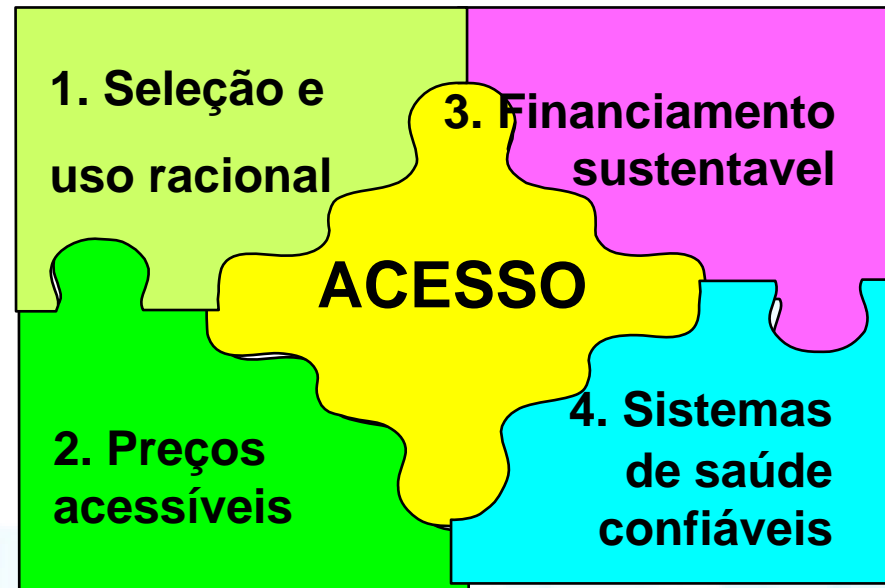 1. Seleção e
uso racional
2. Preços
acessíveis
3. Financiamento
sustentavel
4. Sistemas
de saúde
confiáveis
ACESSO